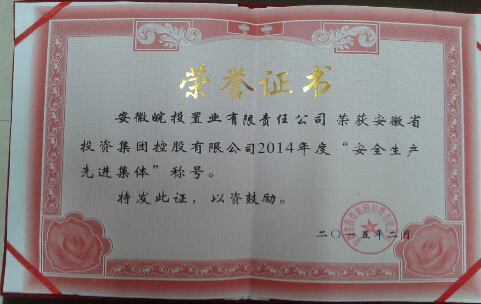 荣誉证书
安徽皖投置业有限责任公司 荣获安徽省
投资集团控股有限公司2014年度“安全生产
先进集体”称号。
特发此证，以资鼓励。
二〇一五年二月